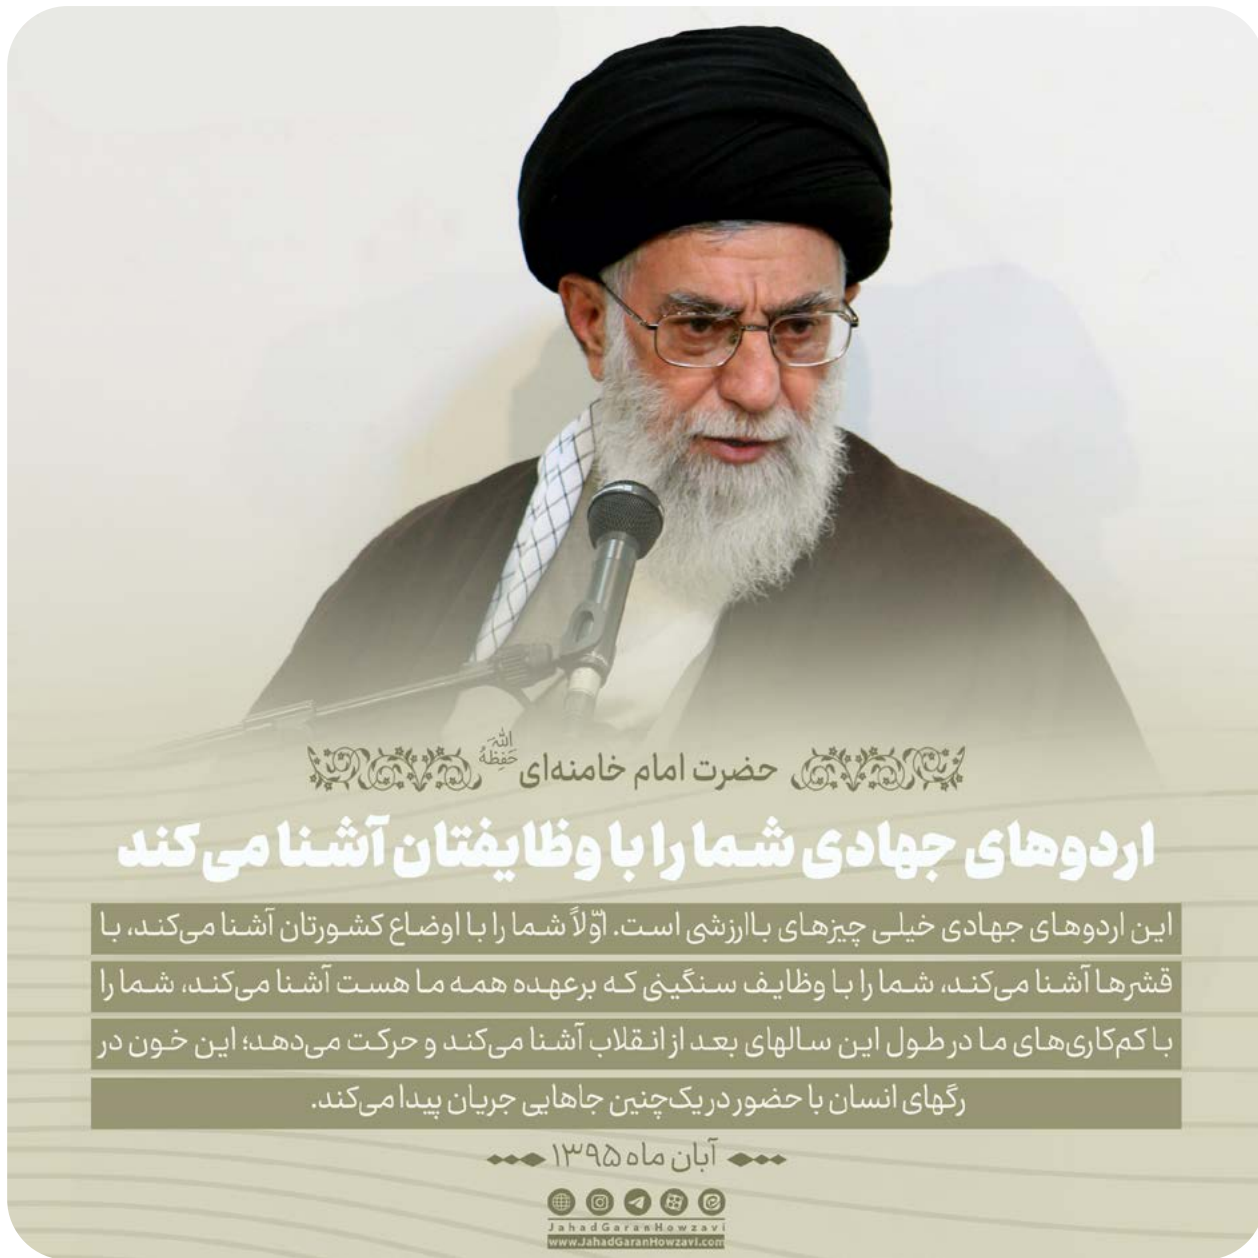 حضرت امام خامنه‌ای حَفِظَهُ اللّٰه
اردوهای جهادی شما را با وظایفتان آشنا می‌کند
این اردوهای جهادی خیلی چیزهای باارزشی است. اوّلاً شما را با اوضاع کشورتان آشنا می‌کند، با
قشرها آشنا می‌کند، شما را با وظایف سنگینی که برعهده همه ما هست آشنا می‌کند، شما را
با کم‌کاری‌های ما در طول این سالهای بعد از انقلاب آشنا می‌کند و حرکت می‌دهد؛ این خون در
رگهای انسان با حضور در یک‌چنین جاهایی جریان پیدا می‌کند.
آبان ماه ۱۳۹۵
JahadGaranHowzavi
www.JahadGaranHowzavi.com